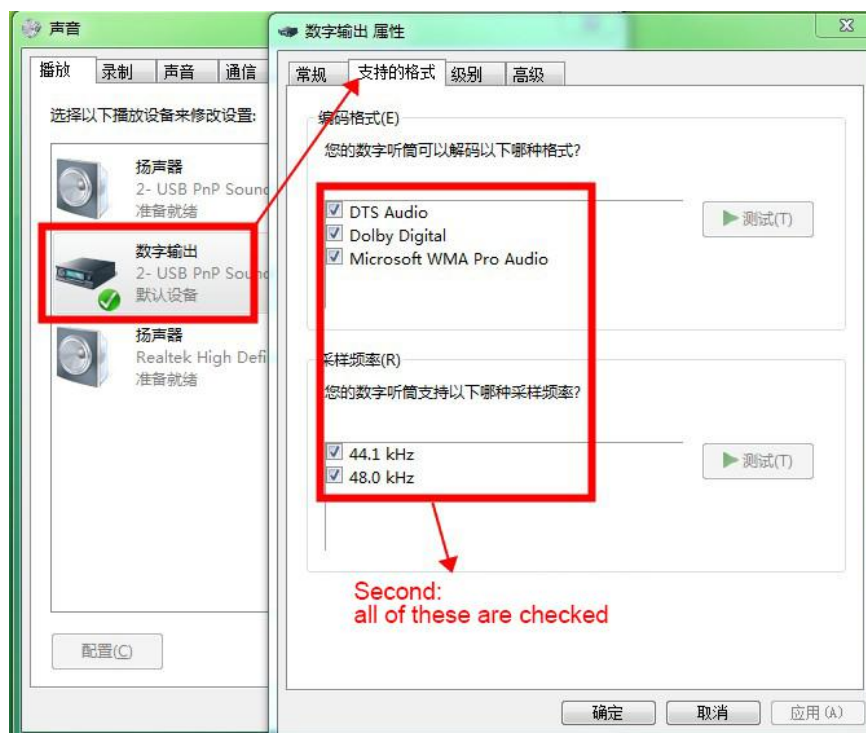 声音
播放
录制
声音
通信
选择以下播放设备来修改设置:
扬声器
2- USB PnP Sound
准备就绪
数字输出
2- USB PnP Sound
默认设备
扬声器
Realtek High Defi
准备就绪
配置(C)
数字输出 属性
常规
支持的格式
级别
高级
编码格式(E)
您的数字听筒可以解码以下哪种格式?
DTS Audio
Dolby Digital
Microsoft WMA Pro Audio
测试(T)
采样频率(R)
您的数字听筒支持以下哪种采样频率?
44.1 kHz
48.0 kHz
测试(T)
Second:
all of these are checked
确定
取消
应用(A)